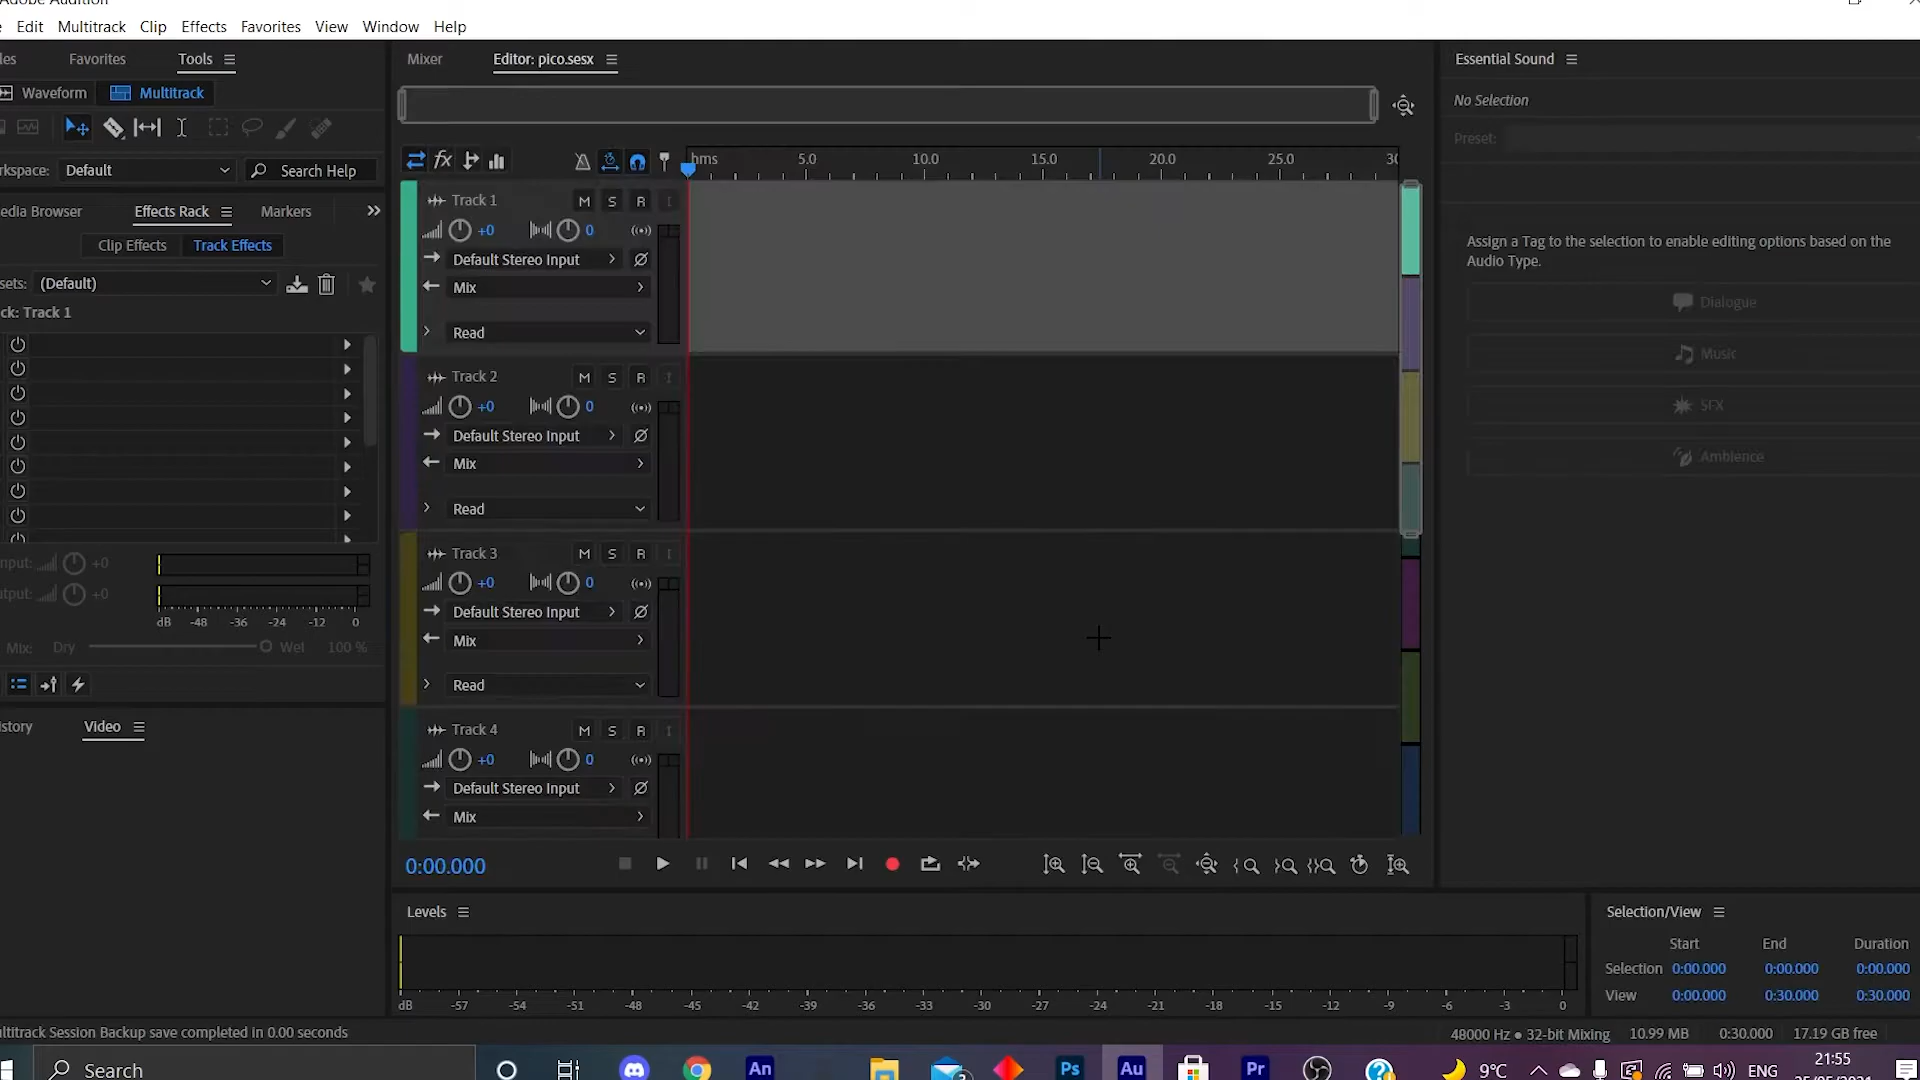 Adobe Audition
Edit Multitrack Clip Effects Favorites View Window Help
les Favorites Tools
Mixer Editor: pico.sesx
Essential Sound
Waveform Multitrack
No Selection
Preset:
rkspace: Default Search Help
hms 5.0 10.0 15.0 20.0 25.0 30
edia Browser Effects Rack Markers
Clip Effects Track Effects
sets: (Default)
ck: Track 1
Track 1 M S R I
+0 0
Default Stereo Input
Mix
Read
Track 2 M S R I
+0 0
Default Stereo Input
Mix
Read
Track 3 M S R I
+0 0
Default Stereo Input
Mix
Read
Track 4 M S R I
+0 0
Default Stereo Input
Mix
Assign a Tag to the selection to enable editing options based on the
Audio Type.
Dialogue
Music
SFX
Ambience
nput: +0
utput: +0
dB -48 -36 -24 -12 0
Mix: Dry Wet 100 %
istory Video
0:00.000
Levels
dB -57 -54 -51 -48 -45 -42 -39 -36 -33 -30 -27 -24 -21 -18 -15 -12 -9 -6 -3 0
Selection/View
Start End Duration
Selection 0:00.000 0:00.000 0:00.000
View 0:00.000 0:30.000 0:30.000
ultitrack Session Backup save completed in 0.00 seconds
48000 Hz ● 32-bit Mixing 10.99 MB 0:30.000 17.19 GB free
Search An Ps Au Pr 9°C ENG 21:55